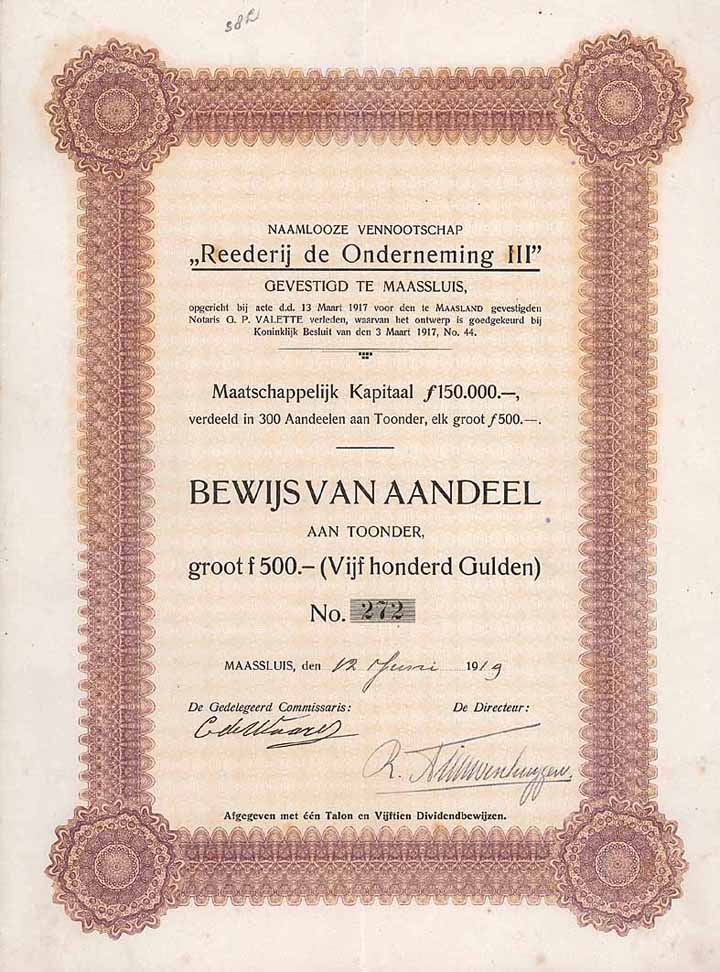 NAAMLOOZE VENNOOTSCHAP
„Reederij de Onderneming III”
GEVESTIGD TE MAASSLUIS,
opgericht bij acte d.d. 13 Maart 1917 voor den te MAASLAND gevestigden
Notaris G. P. VALETTE verleden, waarvan het ontwerp is goedgekeurd bij
Koninklijk Besluit van den 3 Maart 1917, No. 44.
Maatschappelijk Kapitaal ƒ150.000.—,
verdeeld in 300 Aandeelen aan Toonder, elk groot ƒ500.—.
BEWIJS VAN AANDEEL
AAN TOONDER,
groot f 500.– (Vijf honderd Gulden)
No. 272
MAASSLUIS, den 12 Juni 1919
De Gedelegeerd Commissaris: De Directeur:
Afgegeven met één Talon en Vijftien Dividendbewijzen.